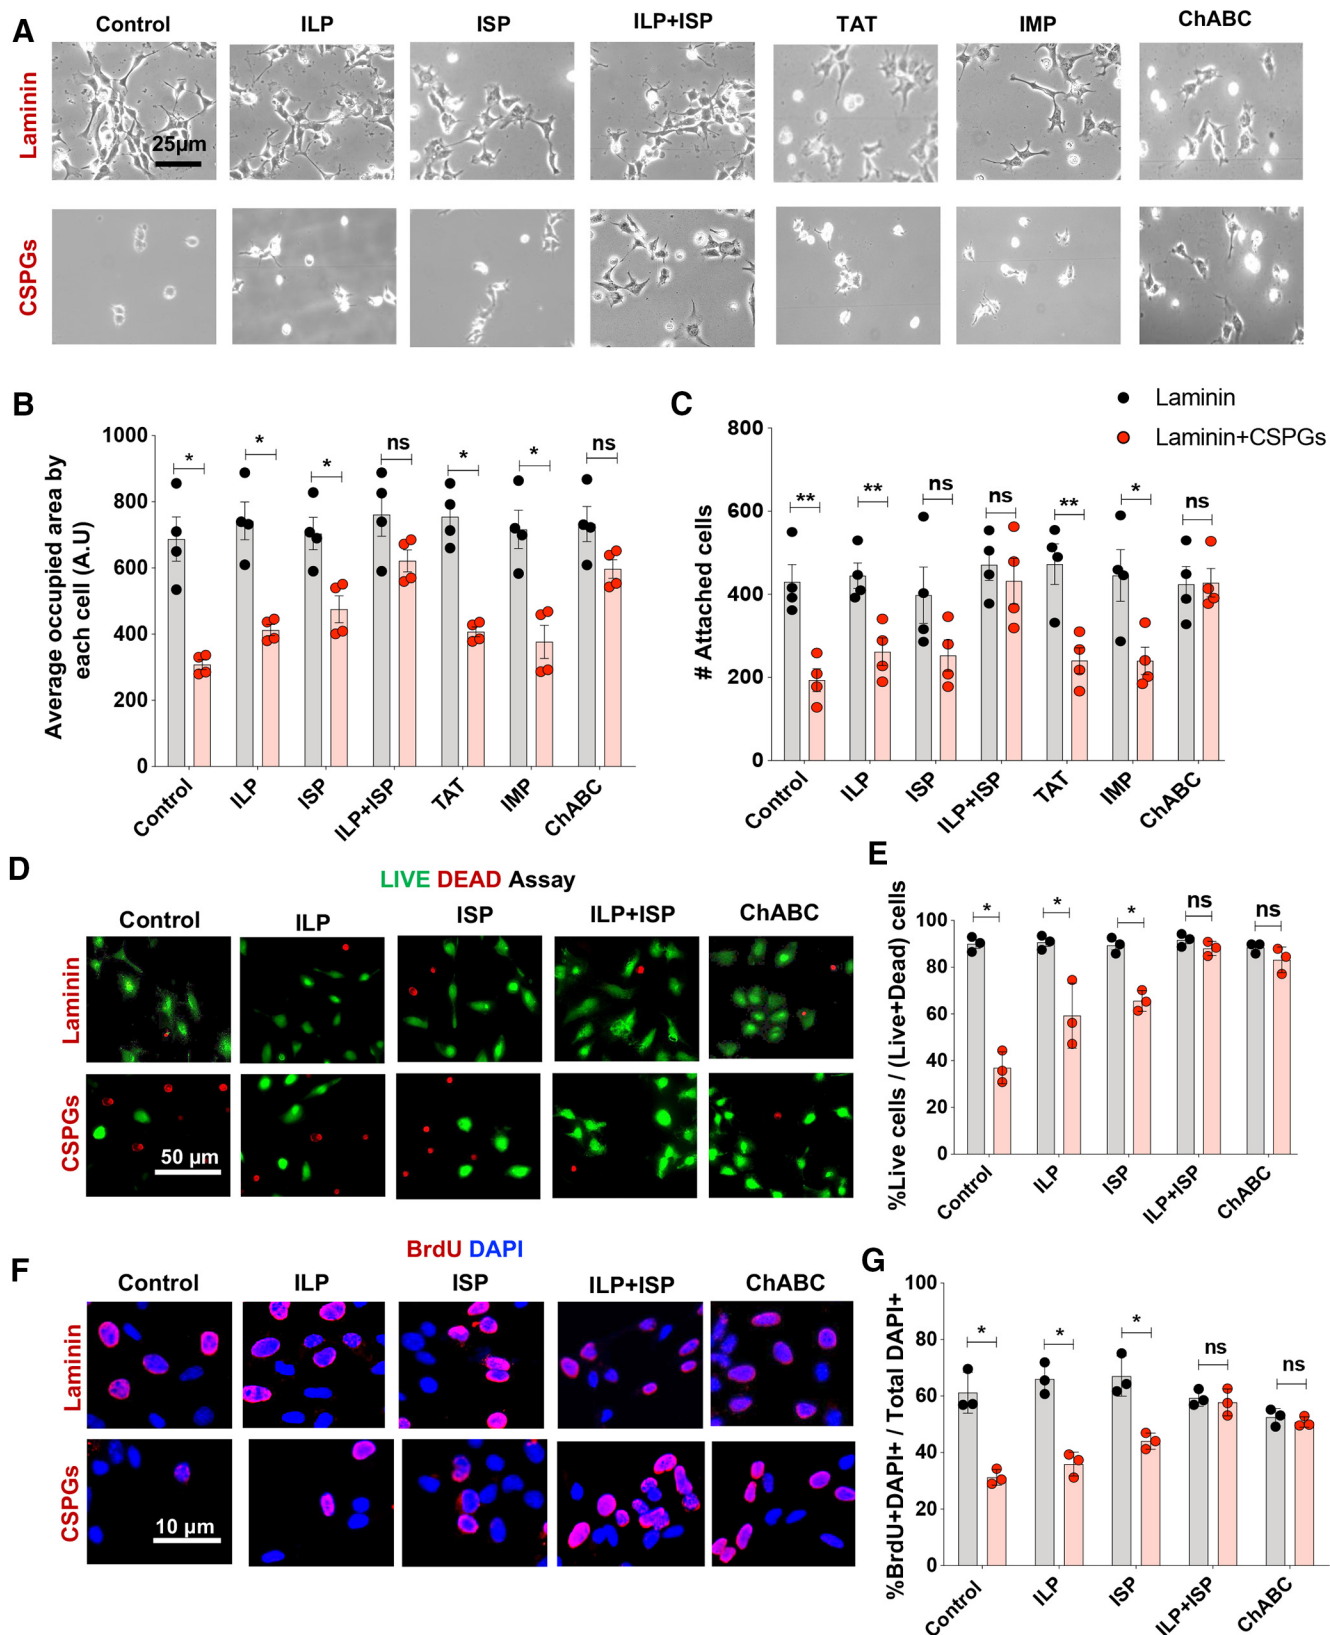 A
Control ILP ISP ILP+ISP TAT IMP ChABC
Laminin
25µm
CSPGs
B
Average occupied area by
each cell (A.U)
1000
800
600
400
200
0
* * * ns * * ns
Control ILP ISP ILP+ISP TAT IMP ChABC
C
Laminin
Laminin+CSPGs
# Attached cells
800
600
400
200
0
** ** ns ns ** * ns
Control ILP ISP ILP+ISP TAT IMP ChABC
D
LIVE DEAD Assay
Control ILP ISP ILP+ISP ChABC
Laminin
CSPGs
50 µm
E
%Live cells / (Live+Dead) cells
100
80
60
40
20
0
* * * ns ns
Control ILP ISP ILP+ISP ChABC
F
BrdU DAPI
Control ILP ISP ILP+ISP ChABC
Laminin
CSPGs
10 µm
G
%BrdU+DAPI+ / Total DAPI+
100
80
60
40
20
0
* * * ns ns
Control ILP ISP ILP+ISP ChABC